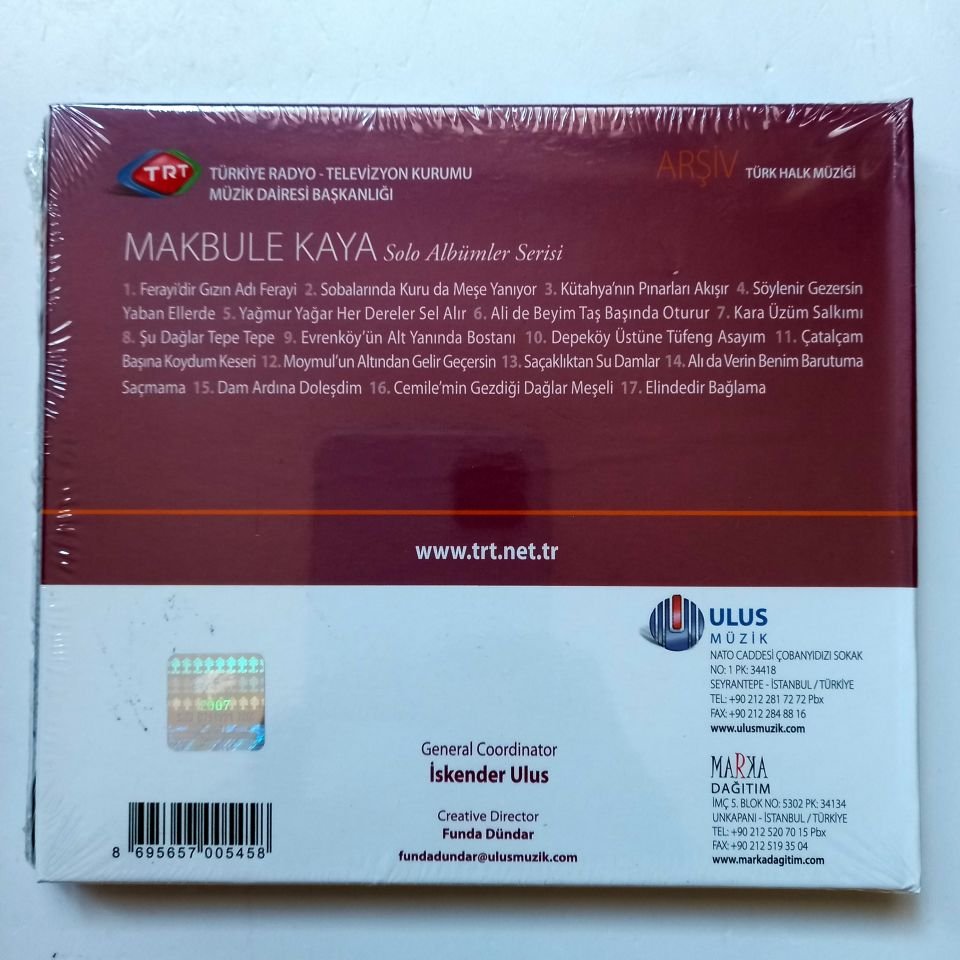 TRT
TÜRKİYE RADYO - TELEVİZYON KURUMU
MÜZİK DAİRESİ BAŞKANLIĞI
ARŞİV TÜRK HALK MÜZİĞİ
MAKBULE KAYA Solo Albümler Serisi
1. Ferayi'dir Gızın Adı Ferayi 2. Sobalarında Kuru da Meşe Yanıyor 3. Kütahya'nın Pınarları Akışır 4. Söylenir Gezersin
Yaban Ellerde 5. Yağmur Yağar Her Dereler Sel Alır 6. Ali de Beyim Taş Başında Oturur 7. Kara Üzüm Salkımı
8. Şu Dağlar Tepe Tepe 9. Evrenköy'ün Alt Yanında Bostanı 10. Depeköy Üstüne Tüfeng Asayım 11. Çatalçam
Başına Koydum Keseri 12. Moymul'un Altından Gelir Geçersin 13. Saçaklıktan Su Damlar 14. Alı da Verin Benim Barutuma
Saçmama 15. Dam Ardına Doleşdim 16. Cemile'min Gezdiği Dağlar Meşeli 17. Elindedir Bağlama
www.trt.net.tr
ULUS
MÜZİK
NATO CADDESİ ÇOBANYIDIZI SOKAK
NO: 1 PK: 34418
SEYRANTEPE - İSTANBUL / TÜRKİYE
TEL: +90 212 281 72 72 Pbx
FAX: +90 212 284 88 16
www.ulusmuzik.com
2007
General Coordinator
İskender Ulus
Creative Director
Funda Dündar
fundadundar@ulusmuzik.com
MARKA
DAĞITIM
İMÇ 5. BLOK NO: 5302 PK: 34134
UNKAPANI - İSTANBUL / TÜRKİYE
TEL: +90 212 520 70 15 Pbx
FAX: +90 212 519 35 04
www.markadagitim.com
8 695657 005458